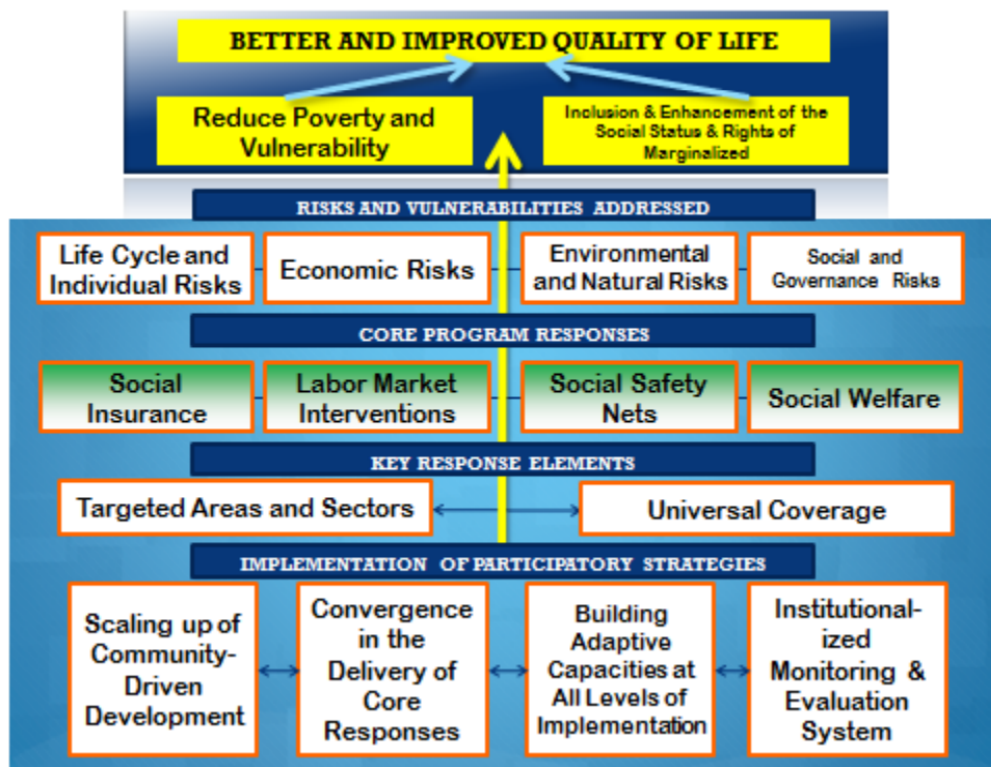 BETTER AND IMPROVED QUALITY OF LIFE
Reduce Poverty and
Vulnerability
Inclusion & Enhancement of the
Social Status & Rights of
Marginalized
RISKS AND VULNERABILITIES ADDRESSED
Life Cycle and
Individual Risks
Economic Risks
Environmental
and Natural Risks
Social and
Governance Risks
CORE PROGRAM RESPONSES
Social
Insurance
Labor Market
Interventions
Social Safety
Nets
Social Welfare
KEY RESPONSE ELEMENTS
Targeted Areas and Sectors
Universal Coverage
IMPLEMENTATION OF PARTICIPATORY STRATEGIES
Scaling up of
Community-
Driven
Development
Convergence
in the
Delivery of
Core
Responses
Building
Adaptive
Capacities at
All Levels of
Implementation
Institutional-
ized
Monitoring &
Evaluation
System